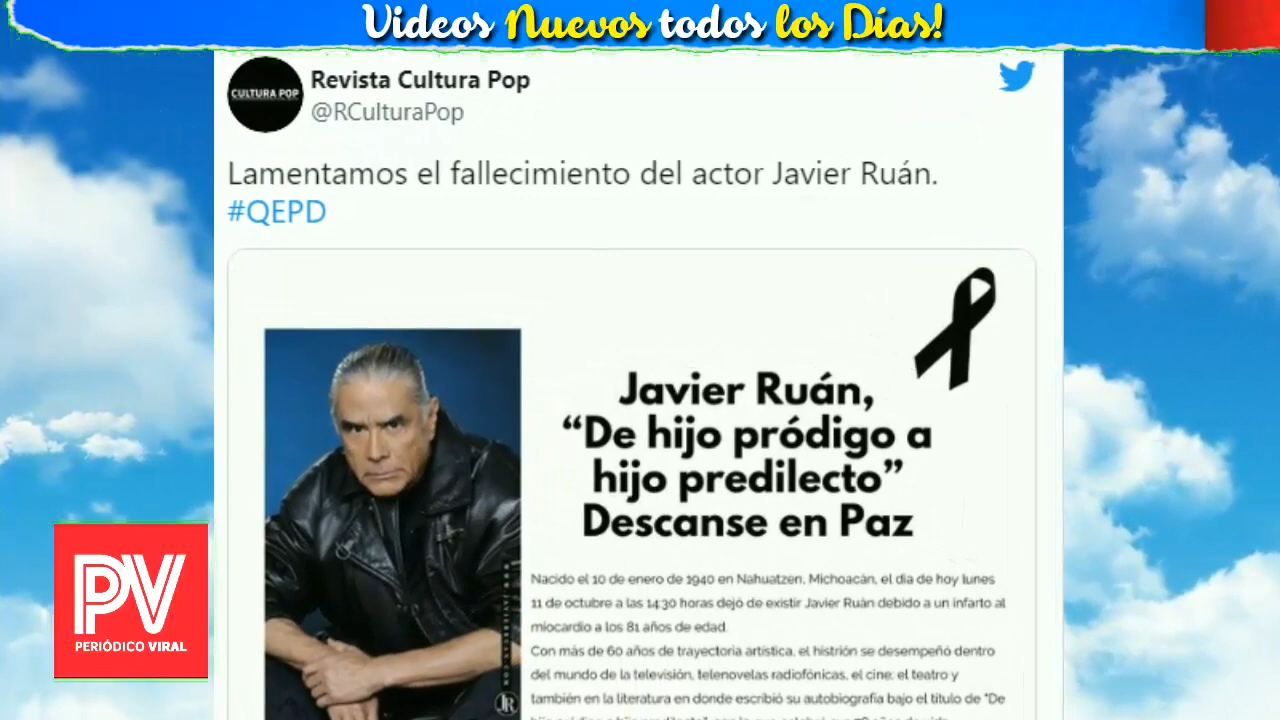 Videos Nuevos todos los Días!
CULTURA POP
Revista Cultura Pop
@RCulturaPop
Lamentamos el fallecimiento del actor Javier Ruán.
#QEPD
Javier Ruán,
“De hijo pródigo a
hijo predilecto”
Descanse en Paz
Nacido el 10 de enero de 1940 en Nahuatzen, Michoacán, el día de hoy lunes
11 de octubre a las 14:30 horas dejó de existir Javier Ruán debido a un infarto al
miocardio a los 81 años de edad.
Con más de 60 años de trayectoria artística, el histrión se desempeñó dentro
del mundo de la televisión, telenovelas radiofónicas, el cine; el teatro y
también en la literatura en donde escribió su autobiografía bajo el título de "De
JR
PV
PERIÓDICO VIRAL